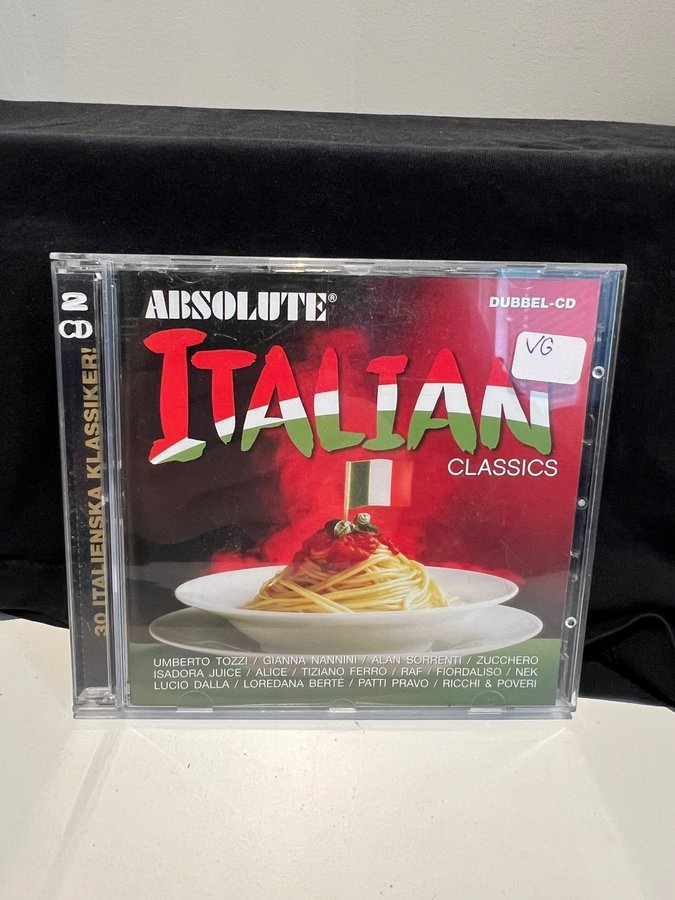 2
CD
30 ITALIENSKA KLASSIKER!
ABSOLUTE®
DUBBEL-CD
VG
ITALIAN
CLASSICS
UMBERTO TOZZI / GIANNA NANNINI / ALAN SORRENTI / ZUCCHERO
ISADORA JUICE / ALICE / TIZIANO FERRO / RAF / FIORDALISO / NEK
LUCIO DALLA / LOREDANA BERTÉ / PATTI PRAVO / RICCHI & POVERI